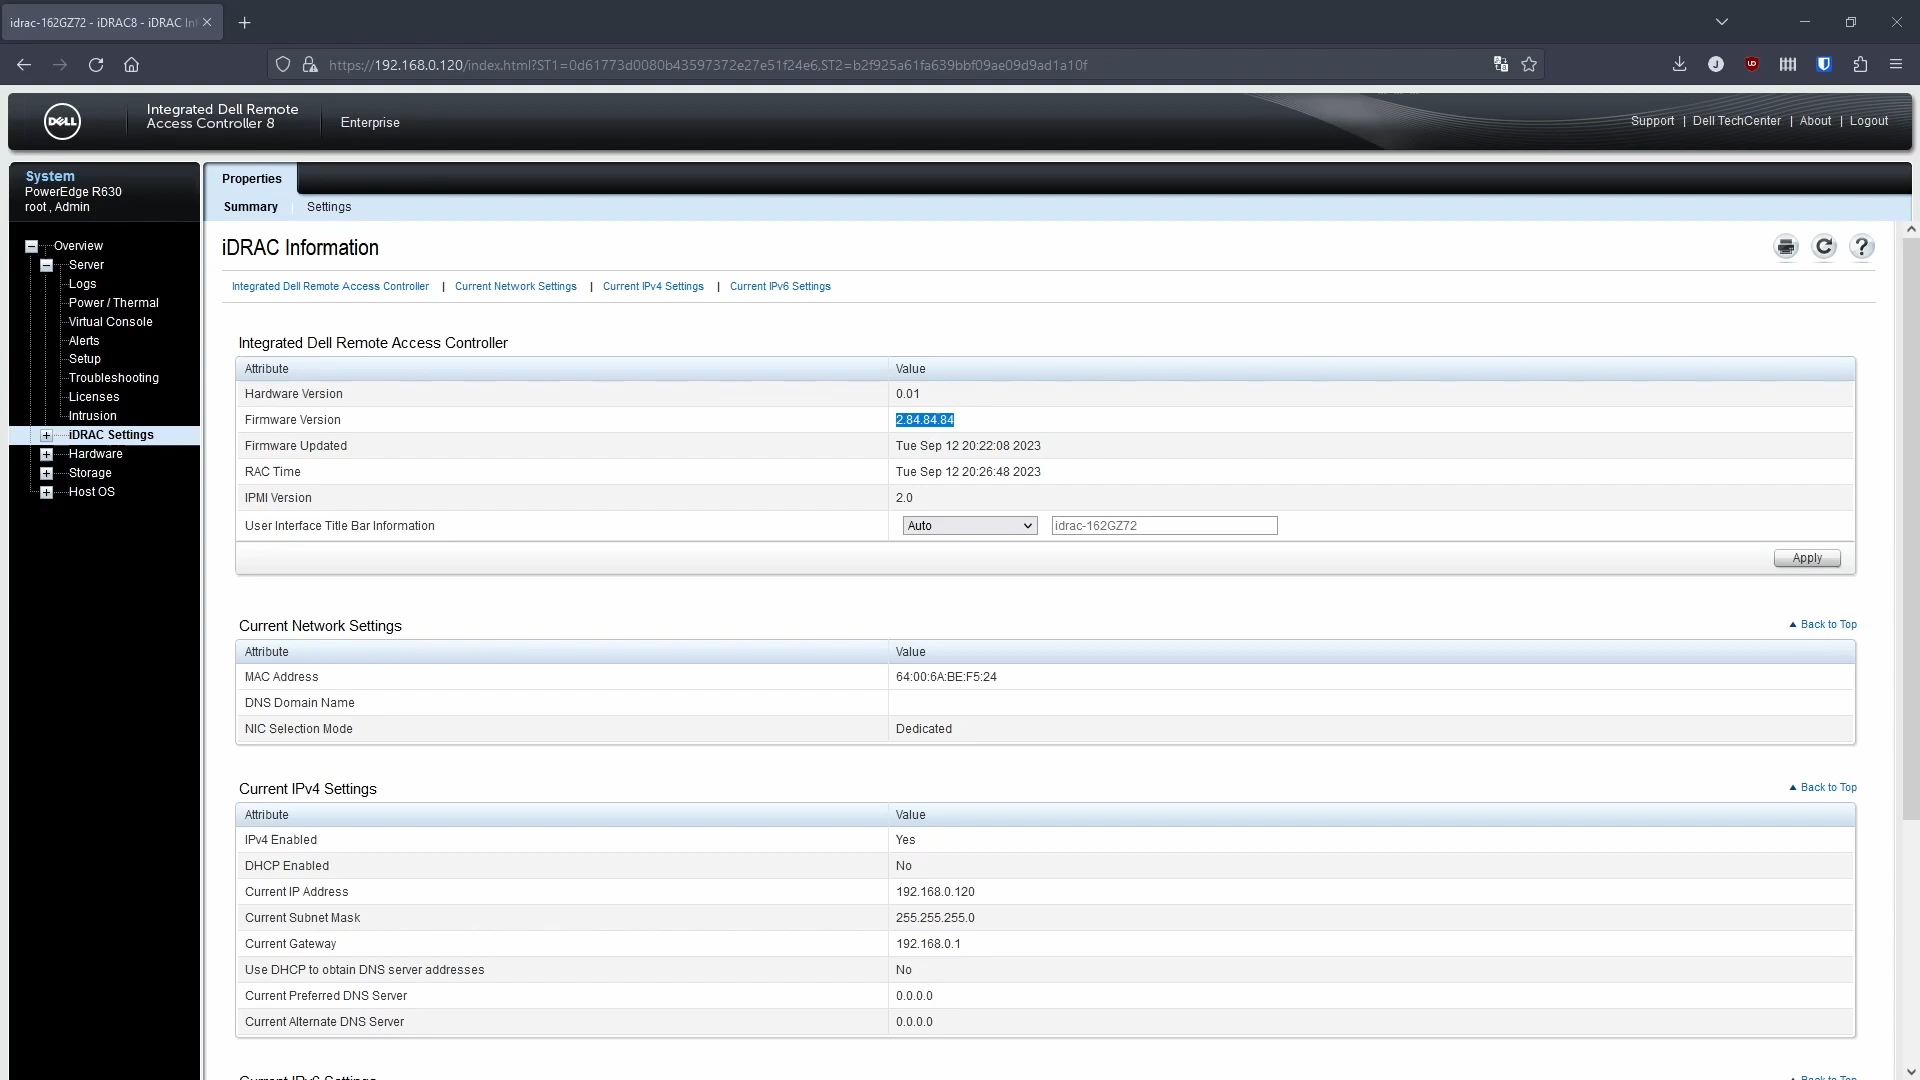 idrac-162GZ72 - iDRAC8 - iDRAC In
https://192.168.0.120/index.html?ST1=0d61773d0080b43597372e27e51f24e6,ST2=b2f925a61fa639bbf09ae09d9ad1a10f
DELL
Integrated Dell Remote
Access Controller 8
Enterprise
Support | Dell TechCenter | About | Logout
System
PowerEdge R630
root , Admin
Overview
Server
Logs
Power / Thermal
Virtual Console
Alerts
Setup
Troubleshooting
Licenses
Intrusion
iDRAC Settings
Hardware
Storage
Host OS
Properties
Summary Settings
iDRAC Information
Integrated Dell Remote Access Controller | Current Network Settings | Current IPv4 Settings | Current IPv6 Settings
Integrated Dell Remote Access Controller
Attribute Value
Hardware Version 0.01
Firmware Version 2.84.84.84
Firmware Updated Tue Sep 12 20:22:08 2023
RAC Time Tue Sep 12 20:26:48 2023
IPMI Version 2.0
User Interface Title Bar Information Auto idrac-162GZ72
Apply
Current Network Settings Back to Top
Attribute Value
MAC Address 64:00:6A:BE:F5:24
DNS Domain Name
NIC Selection Mode Dedicated
Current IPv4 Settings Back to Top
Attribute Value
IPv4 Enabled Yes
DHCP Enabled No
Current IP Address 192.168.0.120
Current Subnet Mask 255.255.255.0
Current Gateway 192.168.0.1
Use DHCP to obtain DNS server addresses No
Current Preferred DNS Server 0.0.0.0
Current Alternate DNS Server 0.0.0.0
Current IPv6 Settings Back to Top